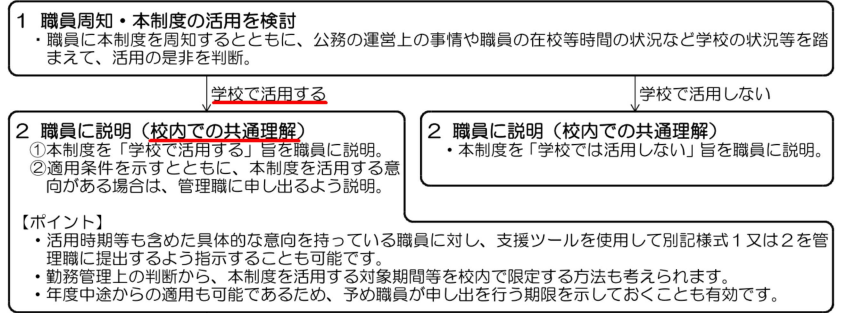 1 職員周知・本制度の活用を検討
・職員に本制度を周知するとともに、公務の運営上の事情や職員の在校等時間の状況など学校の状況等を踏
まえて、活用の是非を判断。
学校で活用する
学校で活用しない
2 職員に説明（校内での共通理解）
①本制度を「学校で活用する」旨を職員に説明。
②適用条件を示すとともに、本制度を活用する意
向がある場合は、管理職に申し出るよう説明。
2 職員に説明（校内での共通理解）
・本制度を「学校では活用しない」旨を職員に説明。
【ポイント】
・活用時期等も含めた具体的な意向を持っている職員に対し、支援ツールを使用して別記様式１又は２を管
理職に提出するよう指示することも可能です。
・勤務管理上の判断から、本制度を活用する対象期間等を校内で限定する方法も考えられます。
・年度中途からの適用も可能であるため、予め職員が申し出を行う期限を示しておくことも有効です。